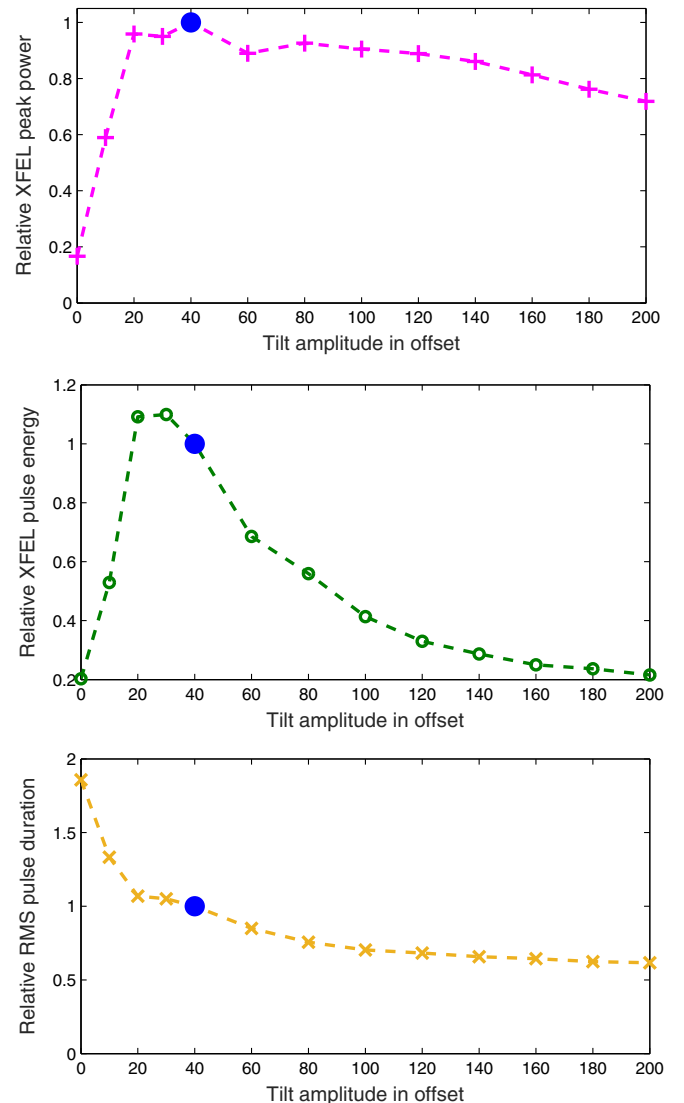 1
0.8
0.6
0.4
0.2
0
0 20 40 60 80 100 120 140 160 180 200
Relative XFEL peak power
Tilt amplitude in offset
1.2
1
0.8
0.6
0.4
0.2
0 20 40 60 80 100 120 140 160 180 200
Relative XFEL pulse energy
Tilt amplitude in offset
2
1.5
1
0.5
0
0 20 40 60 80 100 120 140 160 180 200
Relative RMS pulse duration
Tilt amplitude in offset